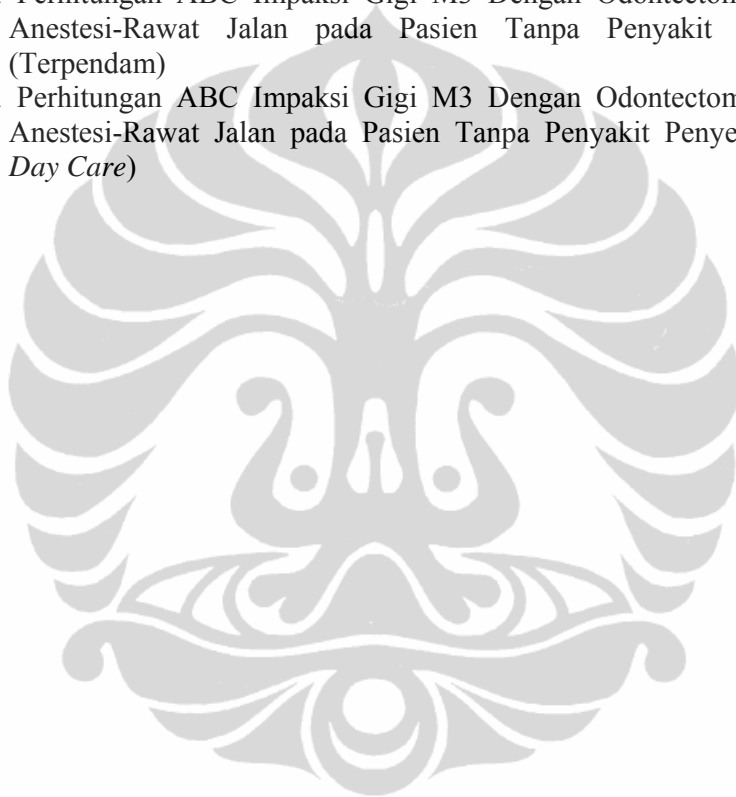 Perhitungan ABC Impaksi Gigi M3 Dengan Odontectom
Anestesi-Rawat Jalan pada Pasien Tanpa Penyakit
(Terpendam)
Perhitungan ABC Impaksi Gigi M3 Dengan Odontectom
Anestesi-Rawat Jalan pada Pasien Tanpa Penyakit Penye
Day Care)